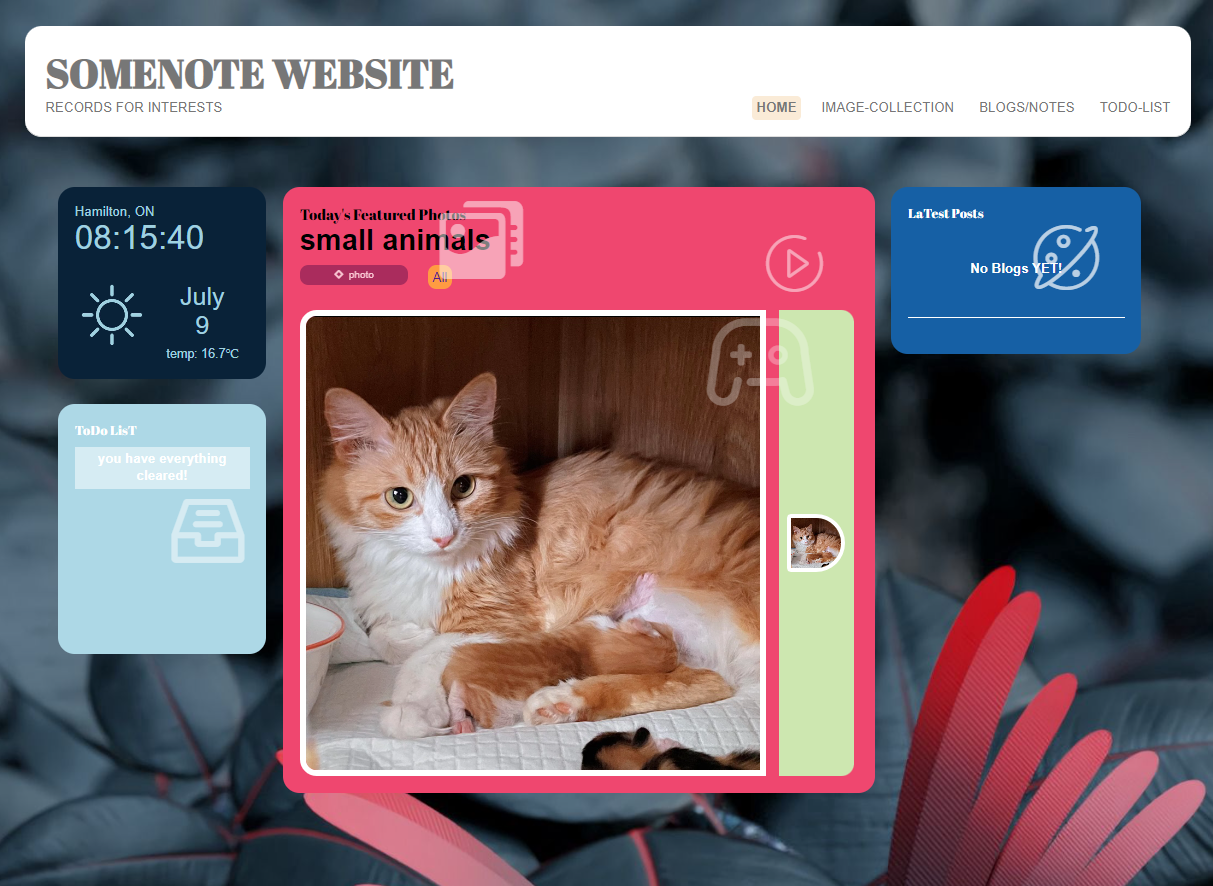 SOMENOTE WEBSITE
RECORDS FOR INTERESTS
HOME IMAGE-COLLECTION BLOGS/NOTES TODO-LIST
Hamilton, ON
08:15:40
July
9
temp: 16.7°C
ToDo LisT
you have everything
cleared!
Today's Featured Photos
small animals
photo All
LaTest Posts
No Blogs YET!